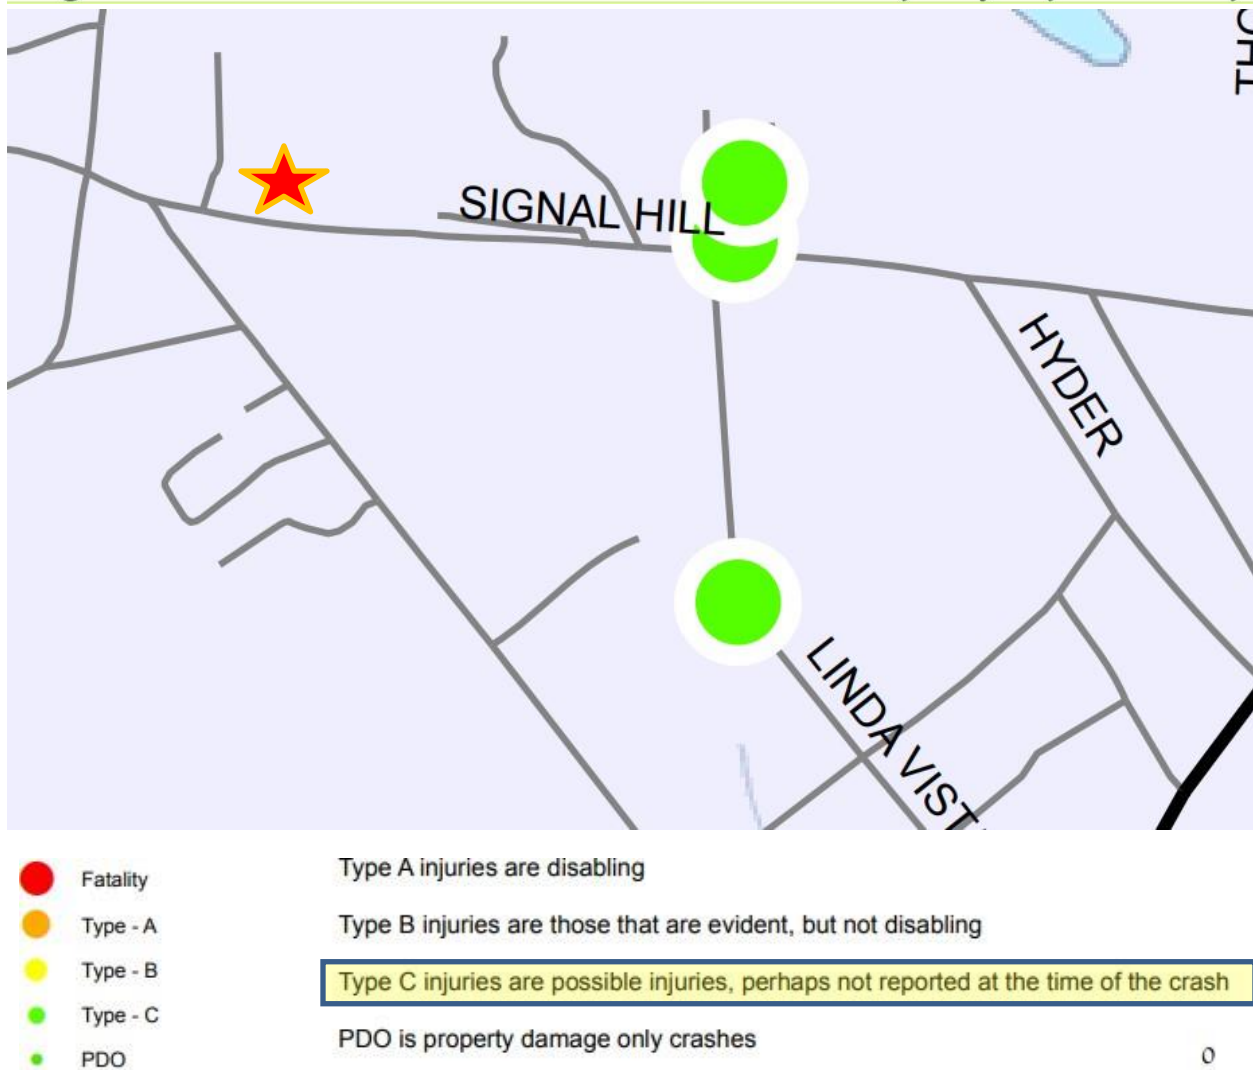 SIGNAL HILL
HYDER
LINDA VIST
Fatality
Type - A
Type - B
Type - C
PDO
Type A injuries are disabling
Type B injuries are those that are evident, but not disabling
Type C injuries are possible injuries, perhaps not reported at the time of the crash
PDO is property damage only crashes